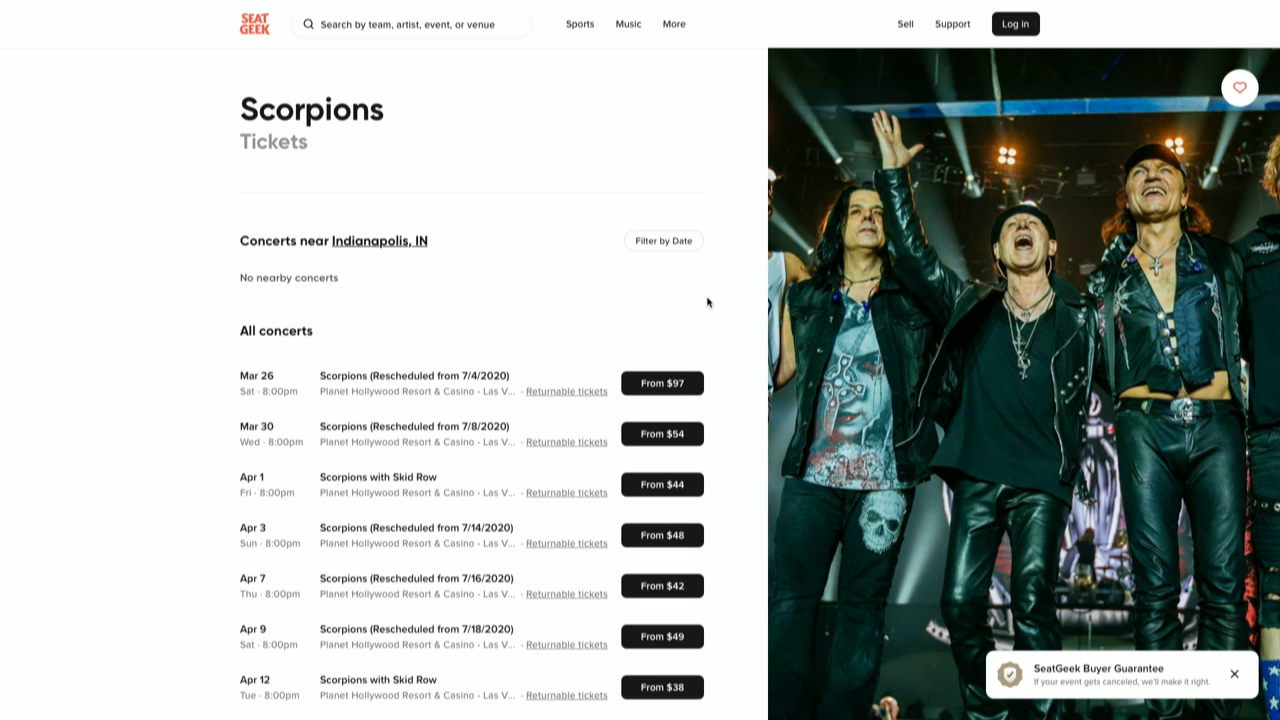 SEAT GEEK
Search by team, artist, event, or venue
Sports
Music
More
Sell
Support
Log in
Scorpions
Tickets
Concerts near Indianapolis, IN
Filter by Date
No nearby concerts
All concerts
Mar 26
Scorpions (Rescheduled from 7/4/2020)
Sat · 8:00pm
Planet Hollywood Resort & Casino - Las V... · Returnable tickets
From $97
Mar 30
Scorpions (Rescheduled from 7/8/2020)
Wed · 8:00pm
Planet Hollywood Resort & Casino - Las V... · Returnable tickets
From $54
Apr 1
Scorpions with Skid Row
Fri · 8:00pm
Planet Hollywood Resort & Casino - Las V... · Returnable tickets
From $44
Apr 3
Scorpions (Rescheduled from 7/14/2020)
Sun · 8:00pm
Planet Hollywood Resort & Casino - Las V... · Returnable tickets
From $48
Apr 7
Scorpions (Rescheduled from 7/16/2020)
Thu · 8:00pm
Planet Hollywood Resort & Casino - Las V... · Returnable tickets
From $42
Apr 9
Scorpions (Rescheduled from 7/18/2020)
Sat · 8:00pm
Planet Hollywood Resort & Casino - Las V... · Returnable tickets
From $49
Apr 12
Scorpions with Skid Row
Tue · 8:00pm
Planet Hollywood Resort & Casino - Las V... · Returnable tickets
From $38
SeatGeek Buyer Guarantee
If your event gets canceled, we'll make it right.